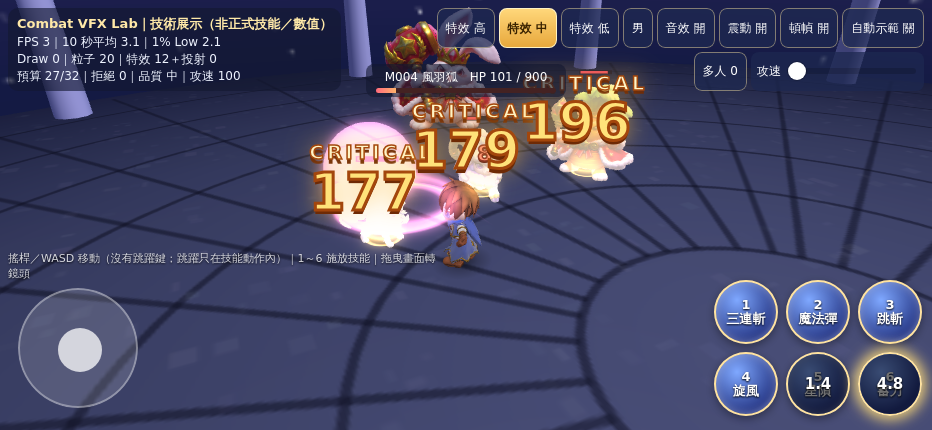 Combat VFX Lab｜技術展示（非正式技能／數值）
FPS 3｜10 秒平均 3.1｜1% Low 2.1
Draw 0｜粒子 20｜特效 12＋投射 0
預算 27/32｜拒絕 0｜品質 中｜攻速 100
特效 高
特效 中
特效 低
男
音效 開
震動 開
頓幀 開
自動示範 關
多人 0
攻速
M004 風羽狐 HP 101 / 900
CRITICAL
196
CRITICAL
179
CRITICAL
177
搖桿／WASD 移動（沒有跳躍鍵；跳躍只在技能動作內）｜1～6 施放技能｜拖曳畫面轉
鏡頭
1
三連斬
2
魔法彈
3
跳斬
4
旋風
5
1.4
星隕
6
4.8
蓄力